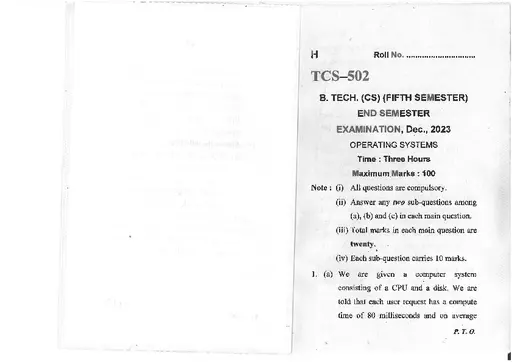 H Roll No. ..............................
TCS–502
B. TECH. (CS) (FIFTH SEMESTER)
END SEMESTER
EXAMINATION, Dec., 2023
OPERATING SYSTEMS
Time : Three Hours
Maximum Marks : 100
Note : (i) All questions are compulsory.
(ii) Answer any two sub-questions among
(a), (b) and (c) in each main question.
(iii) Total marks in each main question are
twenty.
(iv) Each sub-question carries 10 marks.
1. (a) We are given a computer system
consisting of a CPU and a disk. We are
told that each user request has a compute
time of 80 milliseconds and on average
P. T. O.